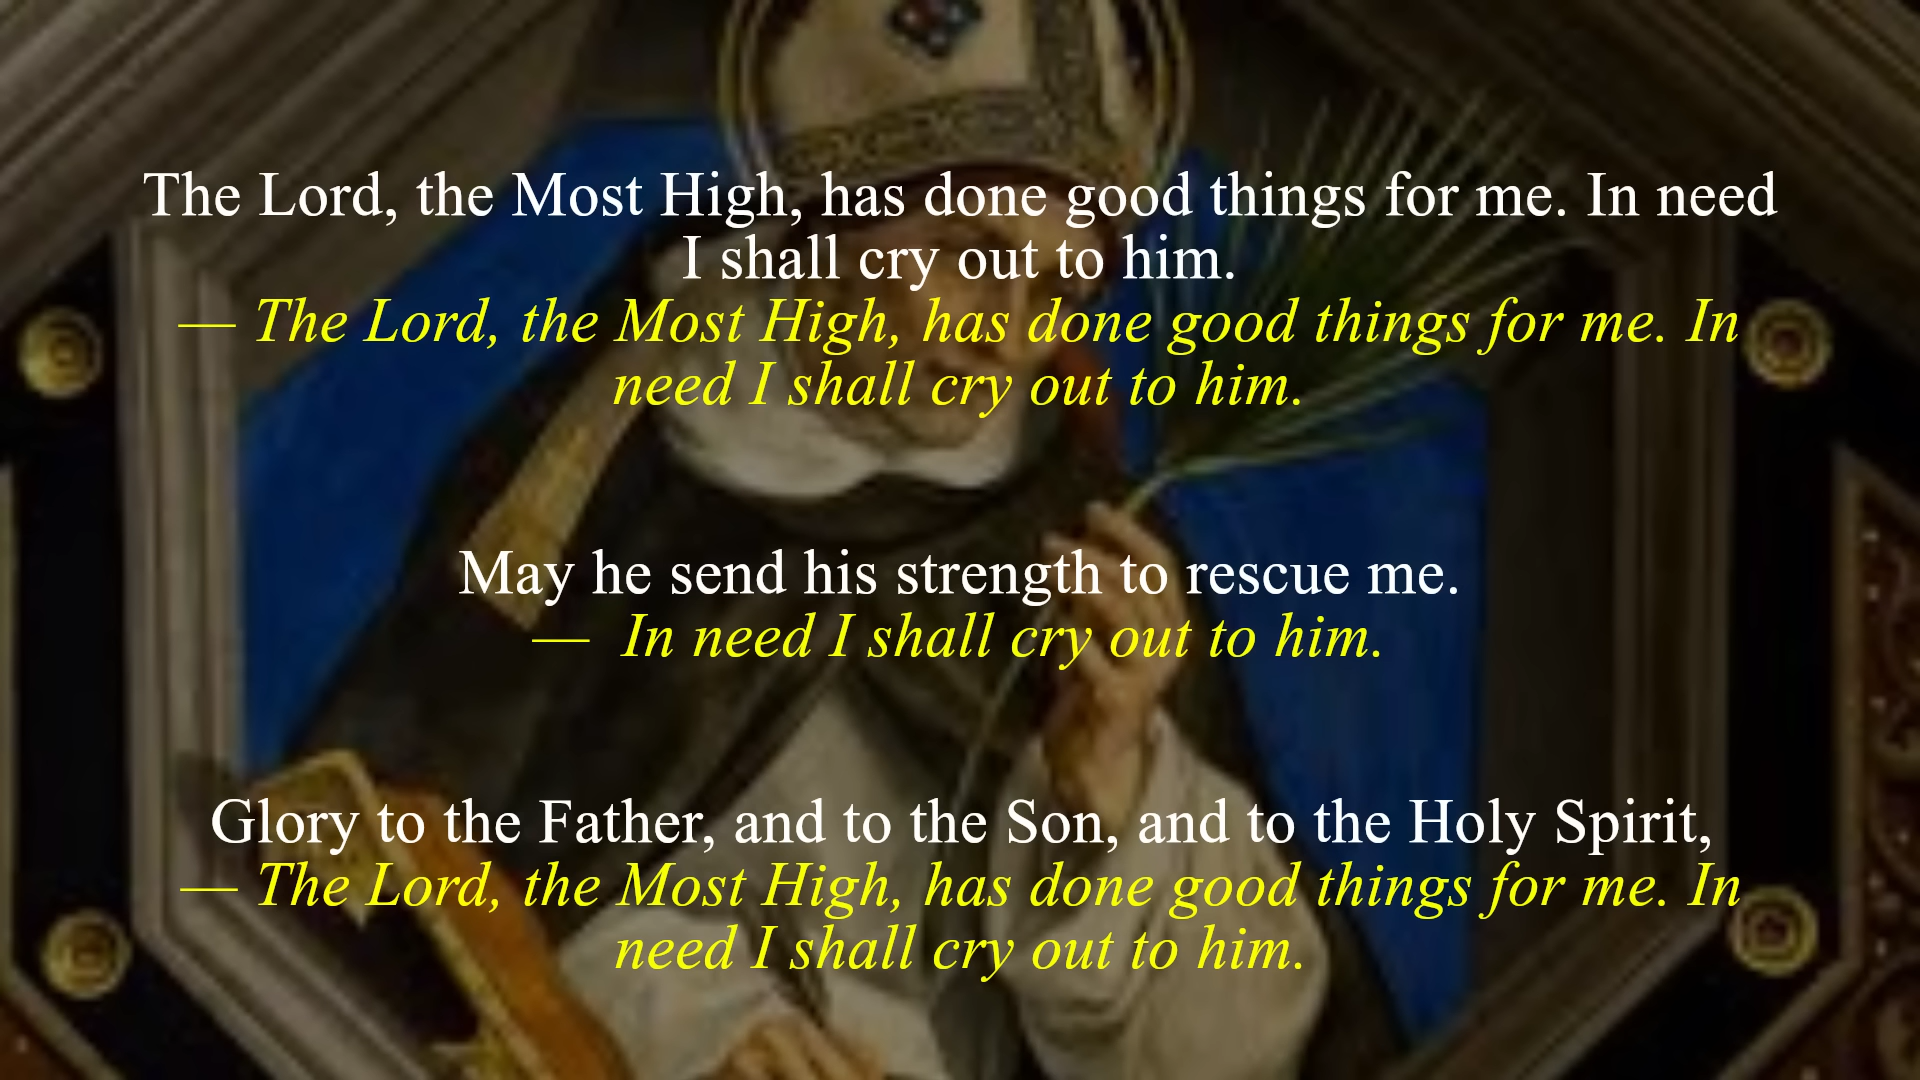 The Lord, the Most High, has done good things for me. In need
I shall cry out to him.
— The Lord, the Most High, has done good things for me. In
need I shall cry out to him.
May he send his strength to rescue me.
— In need I shall cry out to him.
Glory to the Father, and to the Son, and to the Holy Spirit,
— The Lord, the Most High, has done good things for me. In
need I shall cry out to him.